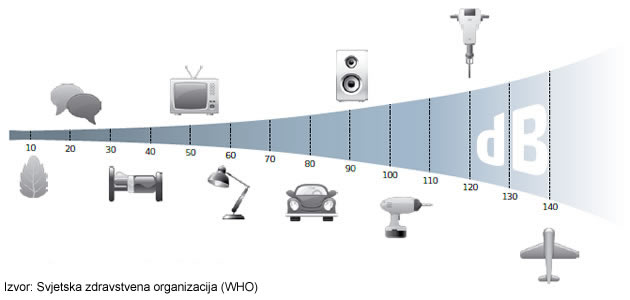 dB
10 20 30 40 50 60 70 80 90 100 110 120 130 140
Izvor: Svjetska zdravstvena organizacija (WHO)